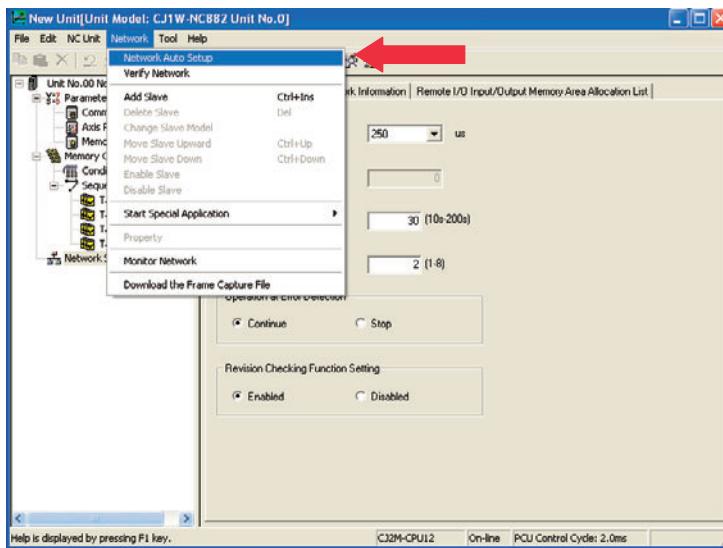 New Unit[Unit Model: CJ1W-NC882 Unit No.0]
File Edit NC Unit Network Tool Help
Network Auto Setup
Verify Network
Add Slave Ctrl+Ins
Delete Slave Del
Change Slave Model
Move Slave Upward Ctrl+Up
Move Slave Down Ctrl+Down
Enable Slave
Disable Slave
Start Special Application
Property
Monitor Network
Download the Frame Capture File
Unit No.00
Memory
Network
Information Remote I/O Input/Output Memory Area Allocation List
250 us
0
30 (10s-200s)
2 (1-8)
Operation at Error Detection
Continue Stop
Revision Checking Function Setting
Enabled Disabled
Help is displayed by pressing F1 key. CJ2M-CPU12 On-line PCU Control Cycle: 2.0ms